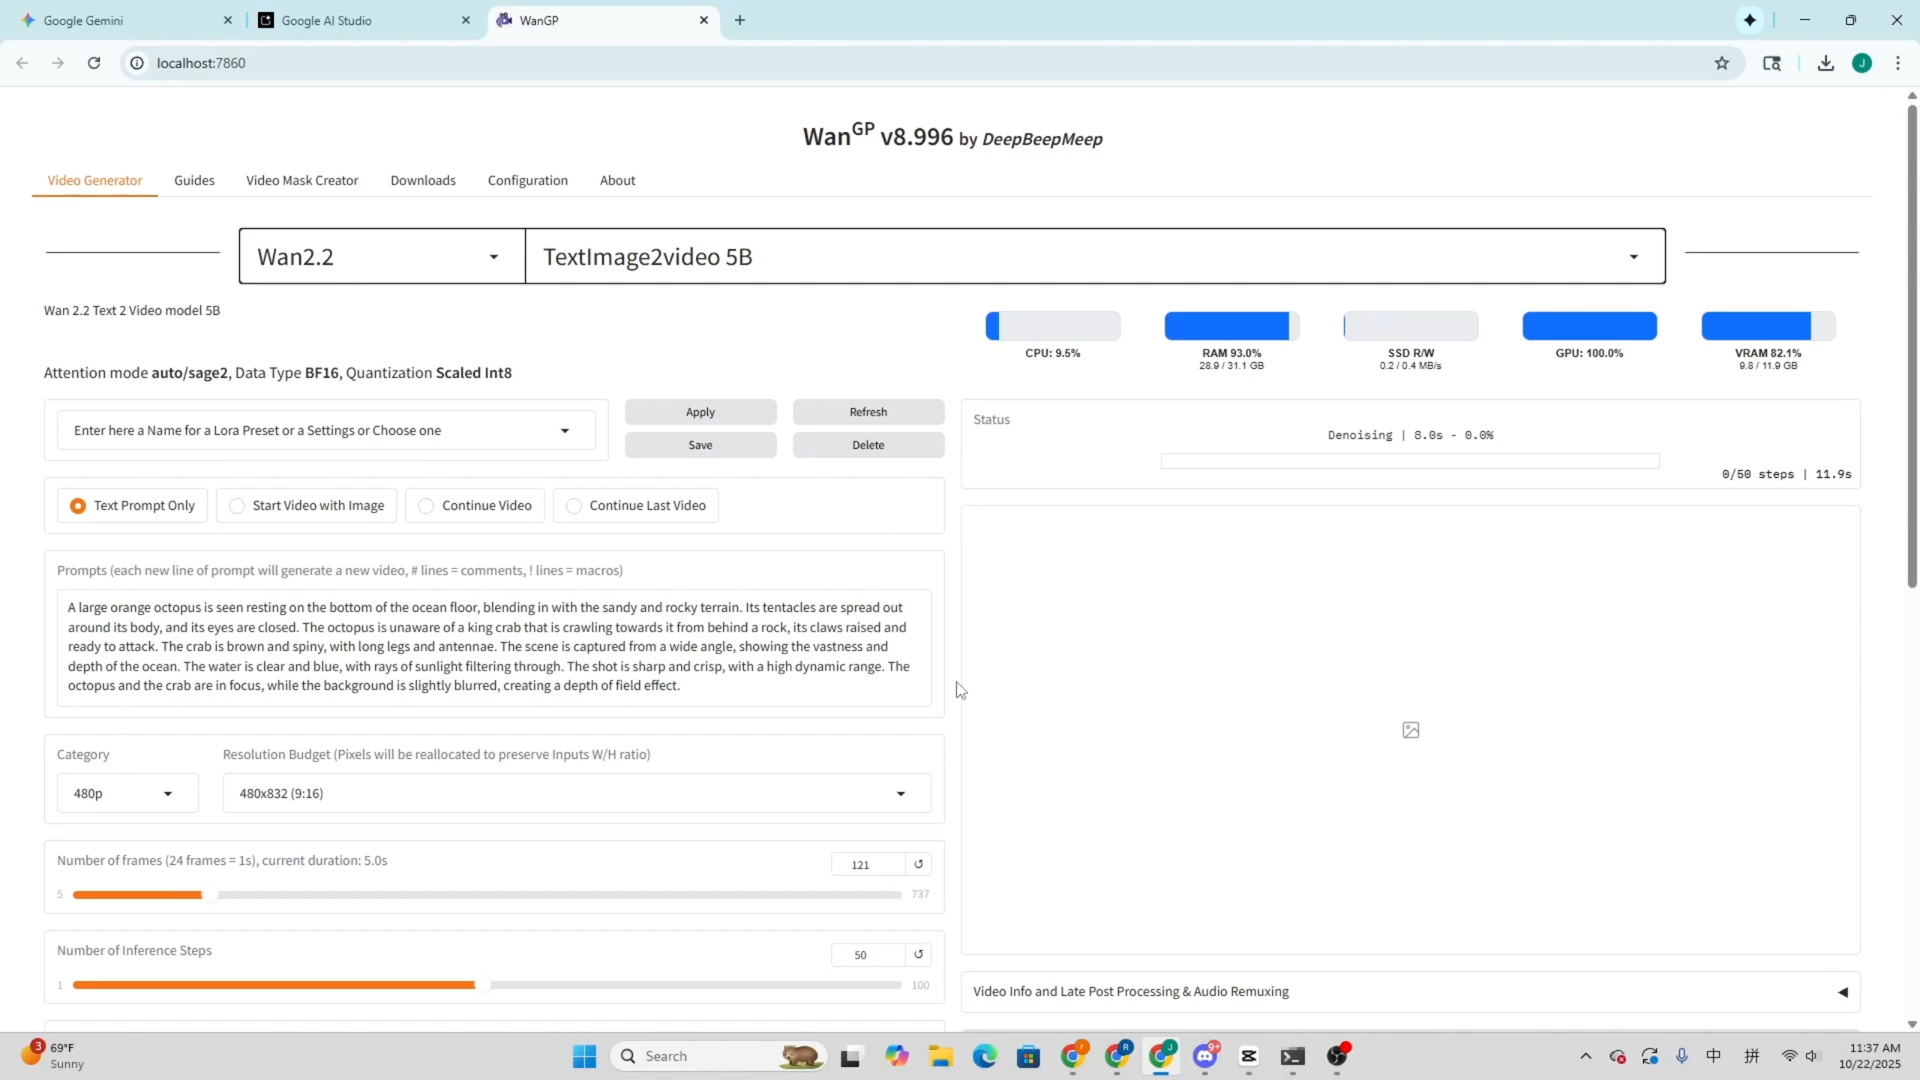 Google Gemini
Google AI Studio
WanGP
localhost:7860
J
WanGP v8.996 by DeepBeepMeep
Video Generator
Guides
Video Mask Creator
Downloads
Configuration
About
Wan2.2
TextImage2video 5B
Wan 2.2 Text 2 Video model 5B
CPU: 9.5%
RAM 93.0%
28.9 / 31.1 GB
SSD R/W
0.2 / 0.4 MB/s
GPU: 100.0%
VRAM 82.1%
9.8 / 11.9 GB
Attention mode auto/sage2, Data Type BF16, Quantization Scaled Int8
Enter here a Name for a Lora Preset or a Settings or Choose one
Apply
Refresh
Save
Delete
Status
Denoising | 8.0s - 0.0%
0/50 steps | 11.9s
Text Prompt Only
Start Video with Image
Continue Video
Continue Last Video
Prompts (each new line of prompt will generate a new video, # lines = comments, ! lines = macros)
A large orange octopus is seen resting on the bottom of the ocean floor, blending in with the sandy and rocky terrain. Its tentacles are spread out
around its body, and its eyes are closed. The octopus is unaware of a king crab that is crawling towards it from behind a rock, its claws raised and
ready to attack. The crab is brown and spiny, with long legs and antennae. The scene is captured from a wide angle, showing the vastness and
depth of the ocean. The water is clear and blue, with rays of sunlight filtering through. The shot is sharp and crisp, with a high dynamic range. The
octopus and the crab are in focus, while the background is slightly blurred, creating a depth of field effect.
Category
Resolution Budget (Pixels will be reallocated to preserve Inputs W/H ratio)
480p
480x832 (9:16)
Number of frames (24 frames = 1s), current duration: 5.0s
121
5
737
Number of Inference Steps
50
1
100
Video Info and Late Post Processing & Audio Remuxing
3
69°F
Sunny
Search
r
R
J
9+
中
拼
11:37 AM
10/22/2025